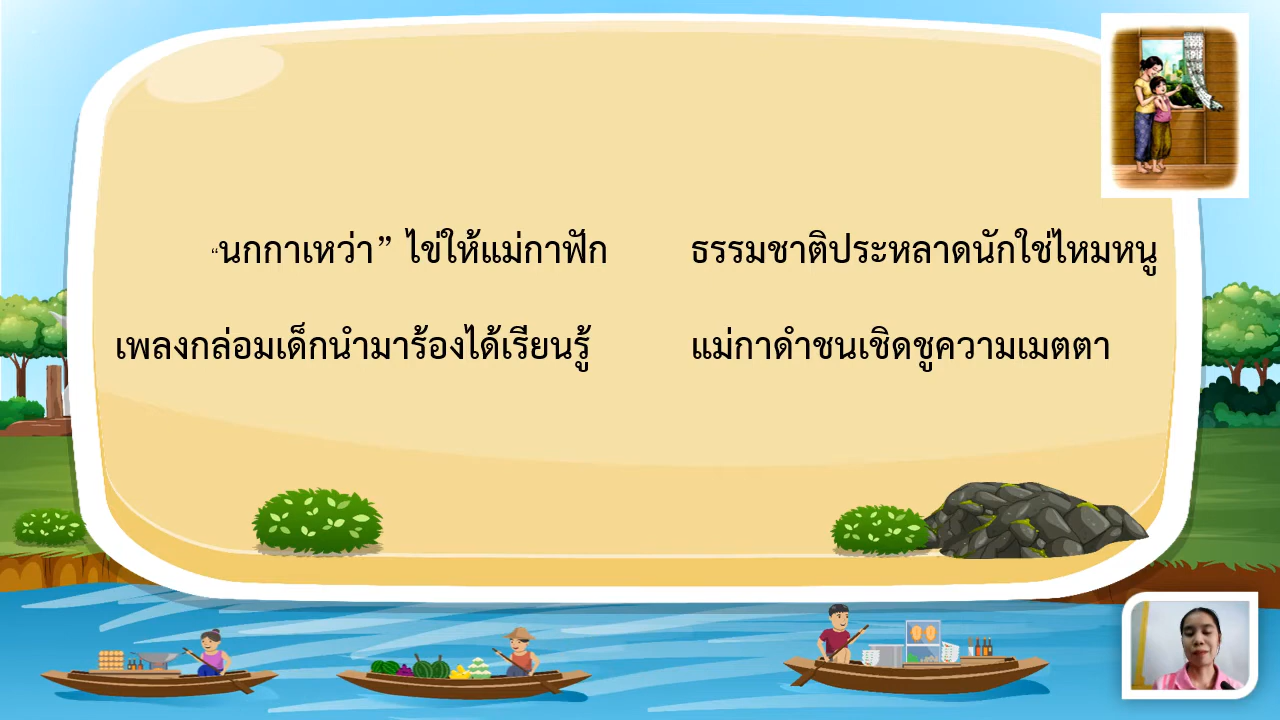 “นกกาเหว่า” ไข่ให้แม่กาฟัก ธรรมชาติประหลาดนักใช่ไหมหนู
เพลงกล่อมเด็กนำมาร้องได้เรียนรู้ แม่กาดำชนเชิดชูความเมตตา